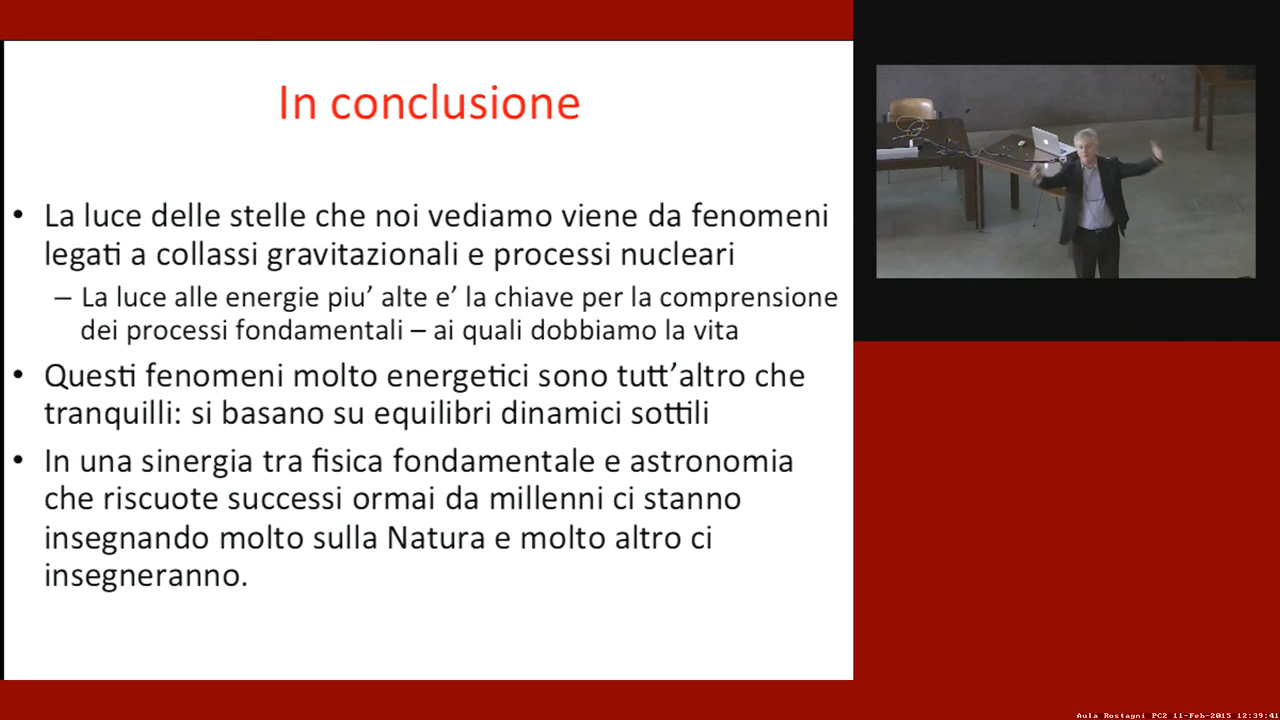 In conclusione
• La luce delle stelle che noi vediamo viene da fenomeni
legati a collassi gravitazionali e processi nucleari
– La luce alle energie piu’ alte e’ la chiave per la comprensione
dei processi fondamentali – ai quali dobbiamo la vita
• Questi fenomeni molto energetici sono tutt’altro che
tranquilli: si basano su equilibri dinamici sottili
• In una sinergia tra fisica fondamentale e astronomia
che riscuote successi ormai da millenni ci stanno
insegnando molto sulla Natura e molto altro ci
insegneranno.
Aula Rostagni PC2 11-Feb-2015 12:39:41